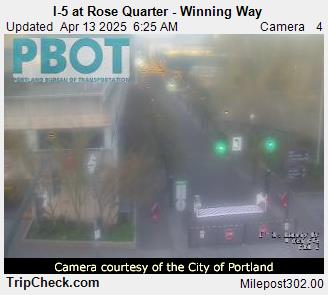 I-5 at Rose Quarter - Winning Way
Updated  Apr 13 2025  6:25 AM Camera 4
PBOT
PORTLAND BUREAU OF TRANSPORTATION
Camera courtesy of the City of Portland
TripCheck.com Milepost302.00